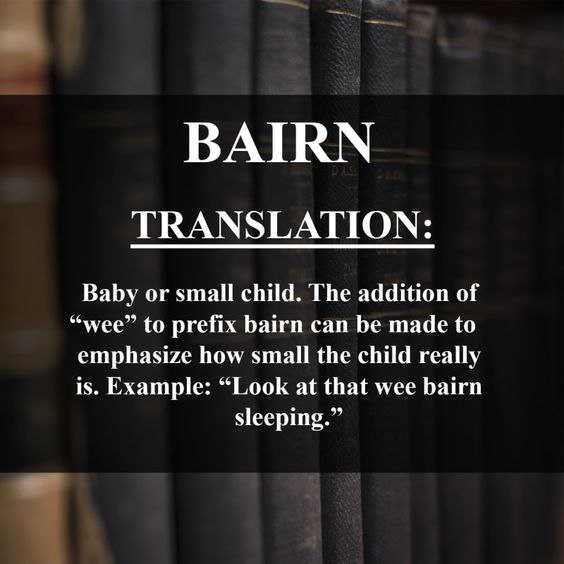 BAIRN
TRANSLATION:
Baby or small child. The addition of
“wee” to prefix bairn can be made to
emphasize how small the child really
is. Example: “Look at that wee bairn
sleeping.”